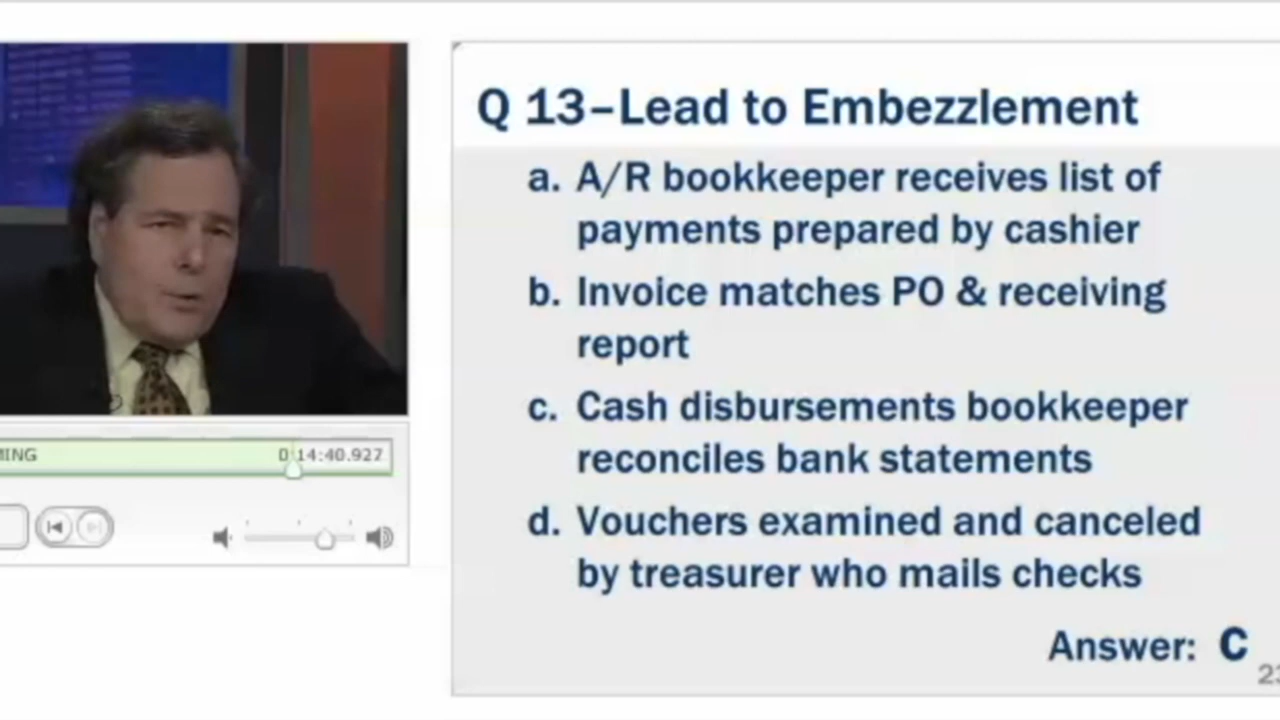 Q 13–Lead to Embezzlement
a. A/R bookkeeper receives list of
payments prepared by cashier
b. Invoice matches PO & receiving
report
c. Cash disbursements bookkeeper
reconciles bank statements
d. Vouchers examined and canceled
by treasurer who mails checks
Answer: C
23
0:14:40.927